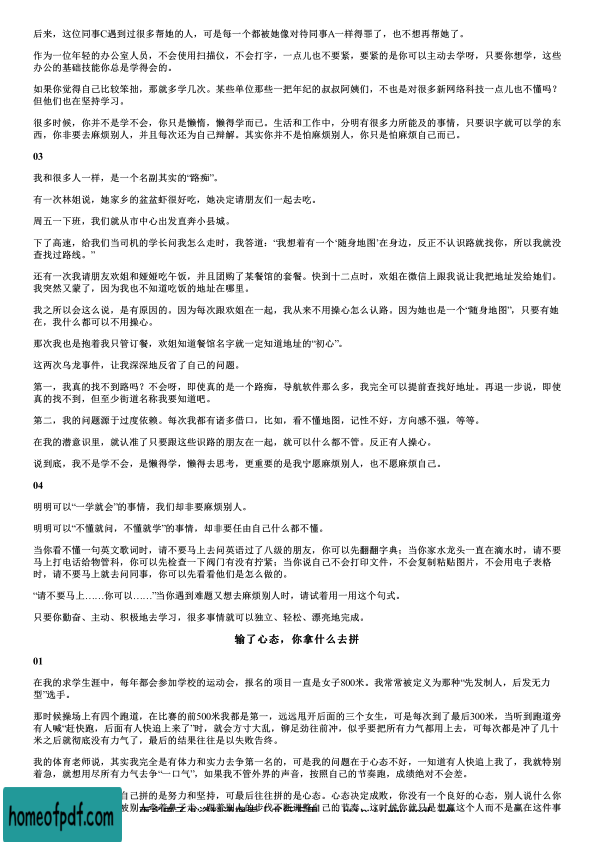 后来，这位同事C遇到过很多帮她的人，可是每一个都被她像对待同事A一样得罪了，也不想再帮她了。
作为一位年轻的办公室人员，不会使用扫描仪，不会打字，一点儿也不要紧，要紧的是你可以主动去学呀，只要你想学，这些
办公的基础技能你总是学得会的。
如果你觉得自己比较笨拙，那就多学几次。某些单位那些一把年纪的叔叔阿姨们，不也是对很多新网络科技一点儿也不懂吗？
但他们也在坚持学习。
很多时候，你并不是学不会，你只是懒惰，懒得学而已。生活和工作中，分明有很多力所能及的事情，只要识字就可以学的东
西，你非要去麻烦别人，并且每次还为自己辩解。其实你并不是怕麻烦别人，你只是怕麻烦自己而已。
03
我和很多人一样，是一个名副其实的“路痴”。
有一次林姐说，她家乡的盆盆虾很好吃，她决定请朋友们一起去吃。
周五一下班，我们就从市中心出发直奔小县城。
下了高速，给我们当司机的学长问我怎么走时，我答道：“我想着有一个‘随身地图’在身边，反正不认识路就找你，所以我就没
查找过路线。”
还有一次我请朋友欢姐和娅娅吃午饭，并且团购了某餐馆的套餐。快到十二点时，欢姐在微信上跟我说让我把地址发给她们。
我突然又蒙了，因为我也不知道吃饭的地址在哪里。
我之所以会这么说，是有原因的。因为每次跟欢姐在一起，我从来不用操心怎么认路，因为她也是一个“随身地图”，只要有她
在，我什么都可以不用操心。
那次我也是抱着我只管订餐，欢姐知道餐馆名字就一定知道地址的“初心”。
这两次乌龙事件，让我深深地反省了自己的问题。
第一，我真的找不到路吗？不会呀，即使真的是一个路痴，导航软件那么多，我完全可以提前查找好地址。再退一步说，即使
真的找不到，但至少街道名称我要知道吧。
第二，我的问题源于过度依赖。每次我都有诸多借口，比如，看不懂地图，记性不好，方向感不强，等等。
在我的潜意识里，就认准了只要跟这些识路的朋友在一起，就可以什么都不管。反正有人操心。
说到底，我不是学不会，是懒得学，懒得去思考，更重要的是我宁愿麻烦别人，也不愿麻烦自己。
04
明明可以“一学就会”的事情，我们却非要麻烦别人。
明明可以“不懂就问，不懂就学”的事情，却非要任由自己什么都不懂。
当你看不懂一句英文歌词时，请不要马上去问英语过了八级的朋友，你可以先翻翻字典；当你家水龙头一直在滴水时，请不要
马上打电话给物管科，你可以先检查一下阀门有没有拧紧；当你说自己不会打印文件，不会复制粘贴图片，不会用电子表格
时，请不要马上就去问同事，你可以先看看他们是怎么做的。
“请不要马上……你可以……”当你遇到难题又想去麻烦别人时，请试着用一用这个句式。
只要你勤奋、主动、积极地去学习，很多事情就可以独立、轻松、漂亮地完成。
输了心态，你拿什么去拼
01
在我的求学生涯中，每年都会参加学校的运动会，报名的项目一直是女子800米。我常常被定义为那种“先发制人，后发无力
型”选手。
那时候操场上有四个跑道，在比赛的前500米我都是第一，远远甩开后面的三个女生，可是每次到了最后300米，当听到跑道旁
有人喊“赶快跑，后面有人快追上来了”时，就会方寸大乱，铆足劲往前冲，似乎要把所有力气都用上去，可每次都是冲了几十
米之后就彻底没有力气了，最后的结果往往是以失败告终。
我的体育老师说，其实我完全是有体力和实力去争第一名的，可是我的问题在于心态不好，一知道有人快追上我了，我就特别
着急，就想用尽所有力气去争“一口气”，如果我不管外界的声音，按照自己的节奏跑，成绩绝对不会差。
自己拼的是努力和坚持，可最后往往拼的是心态。心态决定成败，你没有一个良好的心态，别人说什么你
被别人牵着鼻子走，跟着别人的步伐不断调整自己的节奏，这时候你就只是想赢这个人而不是赢在这件事
homeofpdf.com